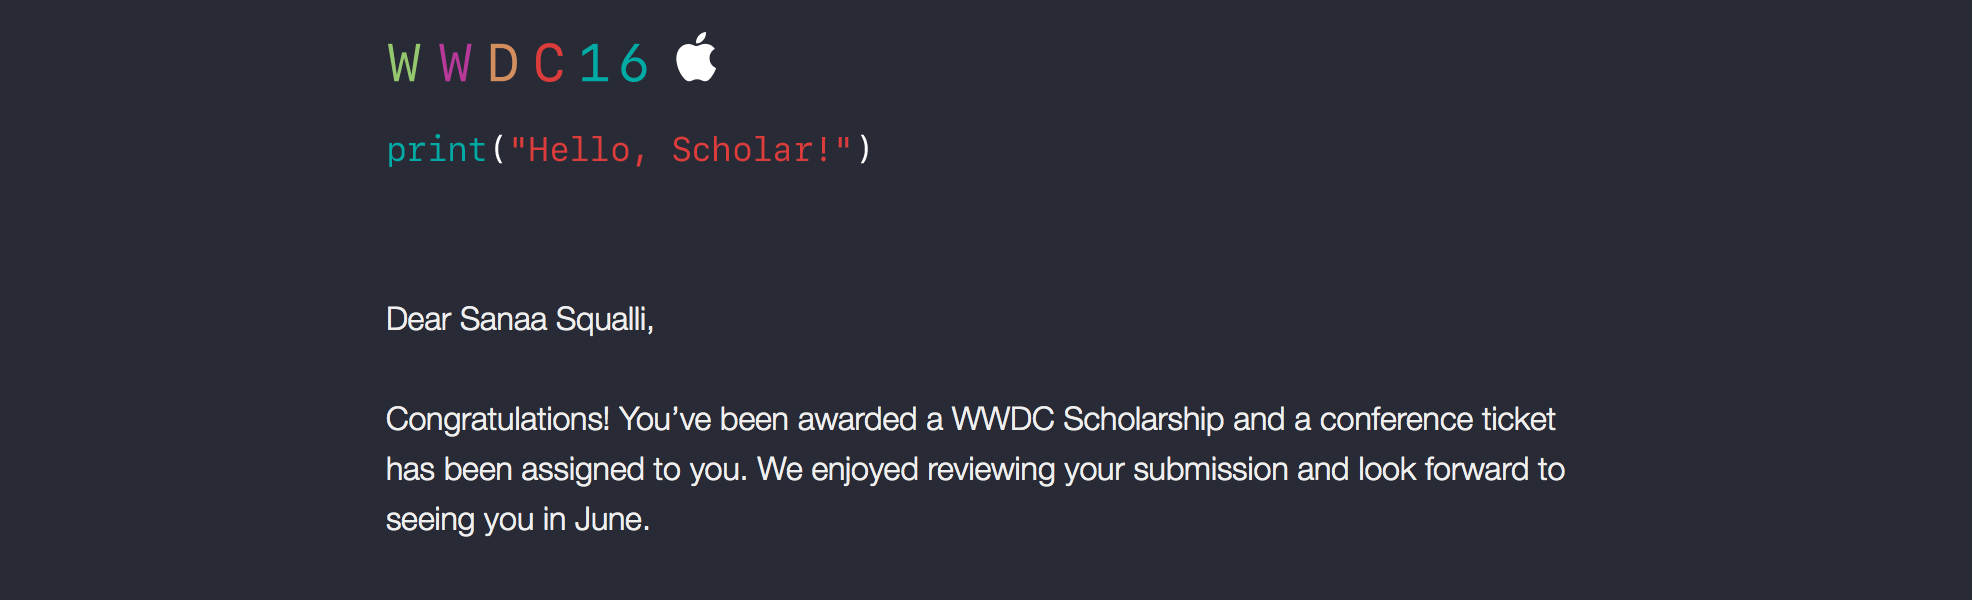 WWDC16
print("Hello, Scholar!")
Dear Sanaa Squalli,
Congratulations! You’ve been awarded a WWDC Scholarship and a conference ticket
has been assigned to you. We enjoyed reviewing your submission and look forward to
seeing you in June.